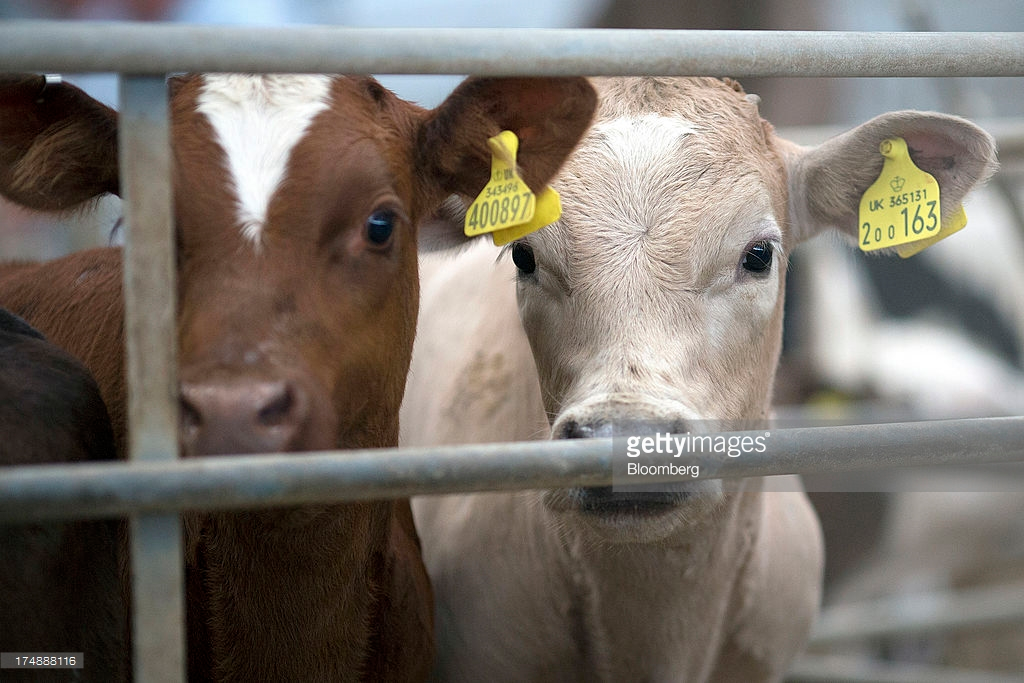 UK
343496
400897
UK 365131
200163
gettyimages
Bloomberg
174888116